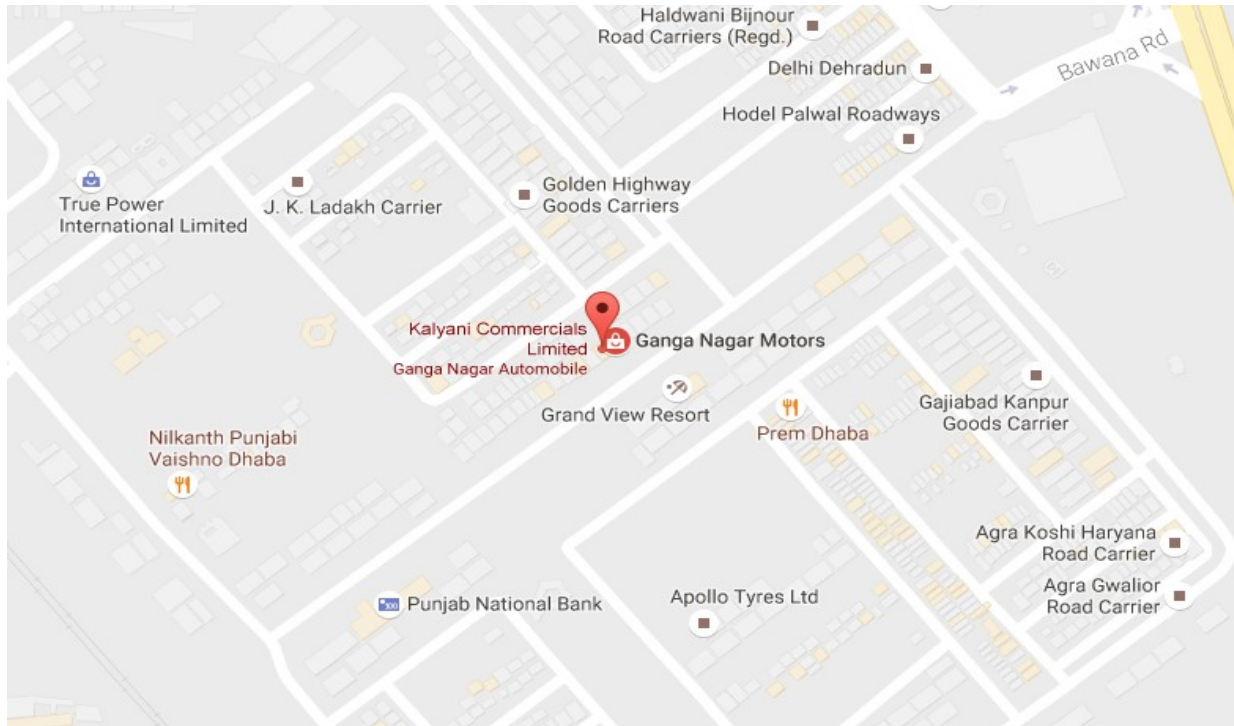 Haldwani Bijnour
Road Carriers (Regd.)
Delhi Dehradun
Bawana Rd
Hodel Palwal Roadways
True Power
International Limited
J. K. Ladakh Carrier
Golden Highway
Goods Carriers
Kalyani Commercials
Limited
Ganga Nagar Automobile
Ganga Nagar Motors
Grand View Resort
Prem Dhaba
Gajiabad Kanpur
Goods Carrier
Nilkanth Punjabi
Vaishno Dhaba
Agra Koshi Haryana
Road Carrier
Agra Gwalior
Road Carrier
Punjab National Bank
Apollo Tyres Ltd